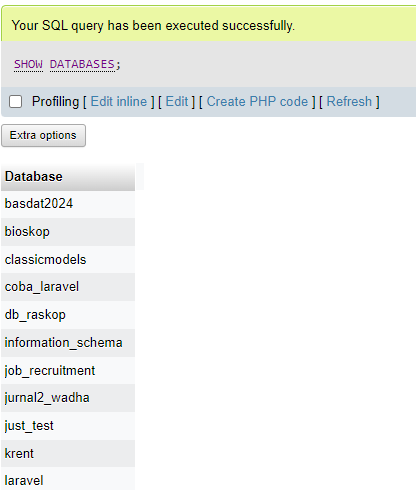 Your SQL query has been executed successfully.
SHOW DATABASES;
Profiling [ Edit inline ] [ Edit ] [ Create PHP code ] [ Refresh ]
Extra options
Database
basdat2024
bioskop
classicmodels
coba_laravel
db_raskop
information_schema
job_recruitment
jurnal2_wadha
just_test
krent
laravel